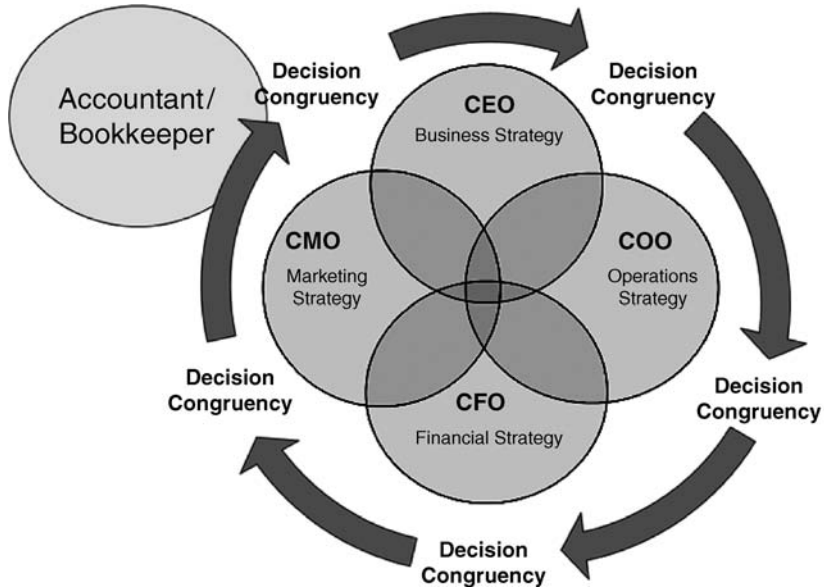 Accountant/
Bookkeeper
Decision
Congruency
Decision
Congruency
CEO
Business Strategy
CMO
Marketing
Strategy
COO
Operations
Strategy
CFO
Financial Strategy
Decision
Congruency
Decision
Congruency
Decision
Congruency